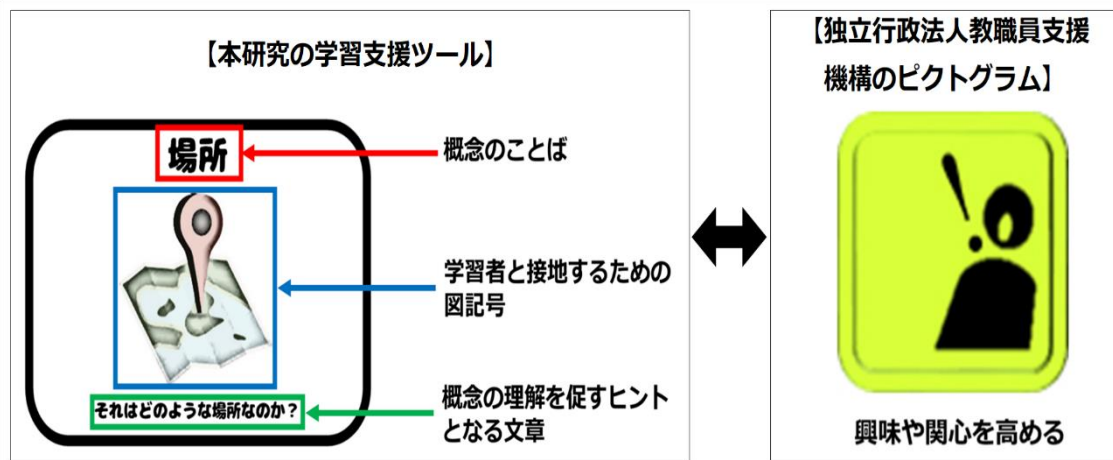 【本研究の学習支援ツール】
場所
概念のことば
学習者と接地するための
図記号
それはどのような場所なのか？
概念の理解を促すヒント
となる文章
【独立行政法人教職員支援
機構のピクトグラム】
興味や関心を高める